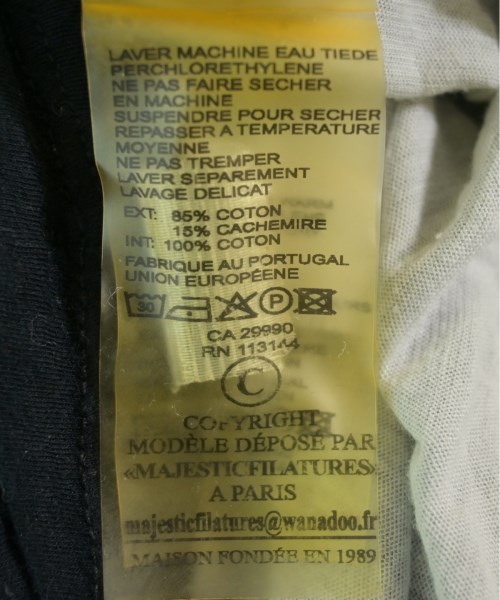 LAVER MACHINE EAU TIEDE
PERCHLORETHYLENE
NE PAS FAIRE SECHER
EN MACHINE
SUSPENDRE POUR SECHER
REPASSER A TEMPERATURE
MOYENNE
NE PAS TREMPER
LAVER SEPAREMENT
LAVAGE DELICAT
EXT: 85% COTON
15% CACHEMIRE
INT: 100% COTON
FABRIQUE AU PORTUGAL
UNION EUROPÉENE
30 P
CA 29990
RN 113144
©
COPYRIGHT
MODÈLE DÉPOSÉ PAR
«MAJESTICFILATURES»
A PARIS
majesticfilatures@wanadoo.fr
MAISON FONDÉE EN 1989